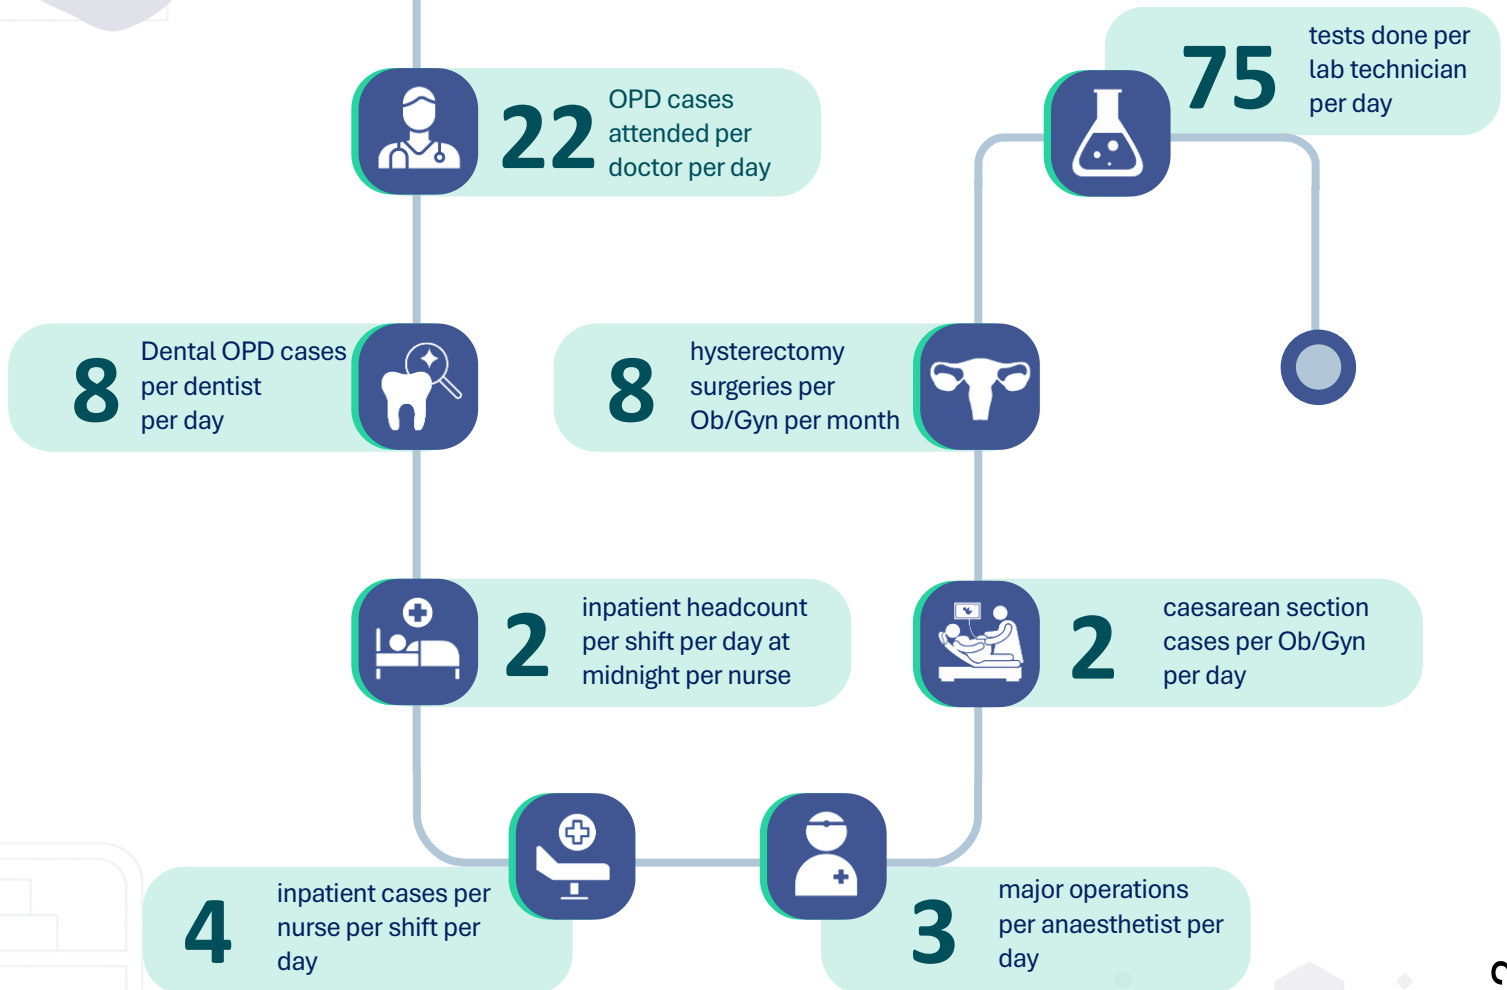 22
OPD cases
attended per
doctor per day
8
Dental OPD cases
per dentist
per day
2
inpatient headcount
per shift per day at
midnight per nurse
4
inpatient cases per
nurse per shift per
day
3
major operations
per anaesthetist per
day
2
caesarean section
cases per Ob/Gyn
per day
8
hysterectomy
surgeries per
Ob/Gyn per month
75
tests done per
lab technician
per day